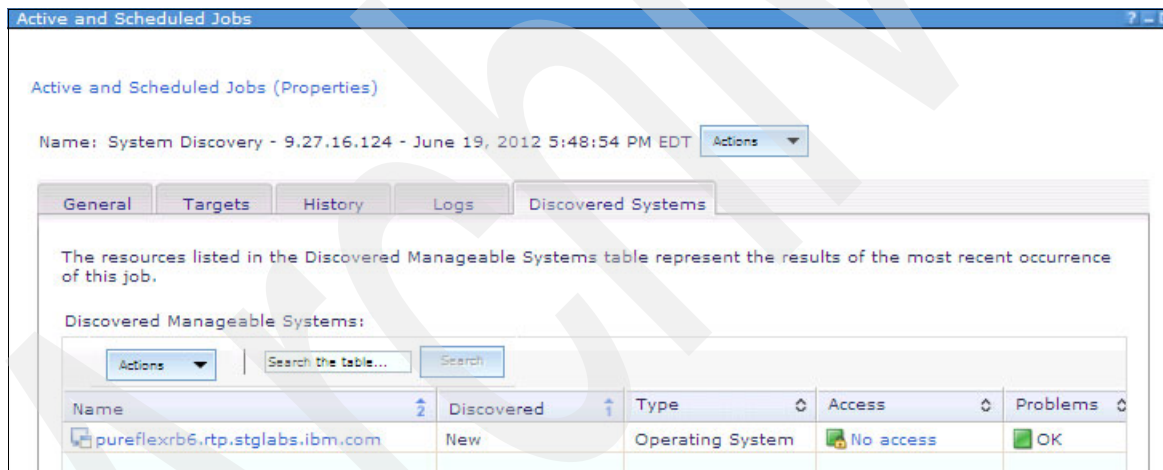 Active and Scheduled Jobs ? –
Active and Scheduled Jobs (Properties)
Name: System Discovery - 9.27.16.124 - June 19, 2012 5:48:54 PM EDT Actions
General Targets History Logs Discovered Systems
The resources listed in the Discovered Manageable Systems table represent the results of the most recent occurrence
of this job.
Discovered Manageable Systems:
Actions Search the table... Search
Name 2 Discovered 1 Type Access Problems
pureflexrb6.rtp.stglabs.ibm.com New Operating System No access OK